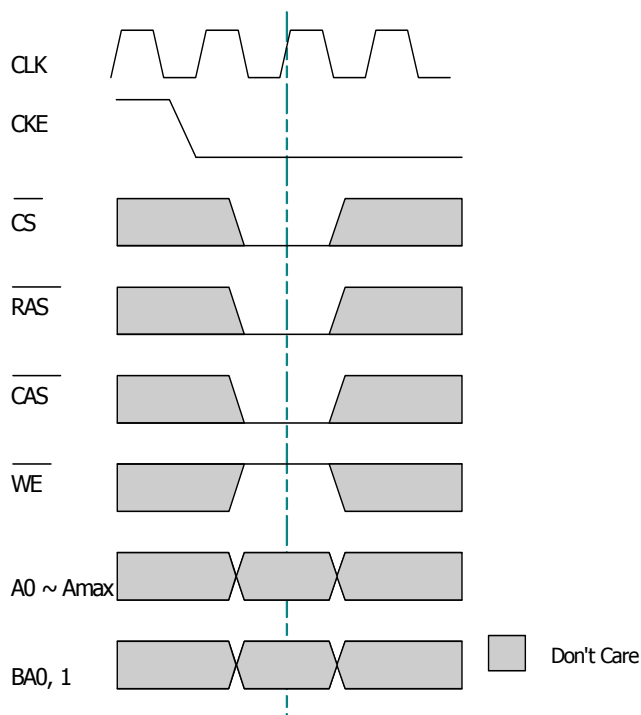 CLK
CKE
CS
RAS
CAS
WE
A0 ~ Amax
BA0, 1
Don't Care